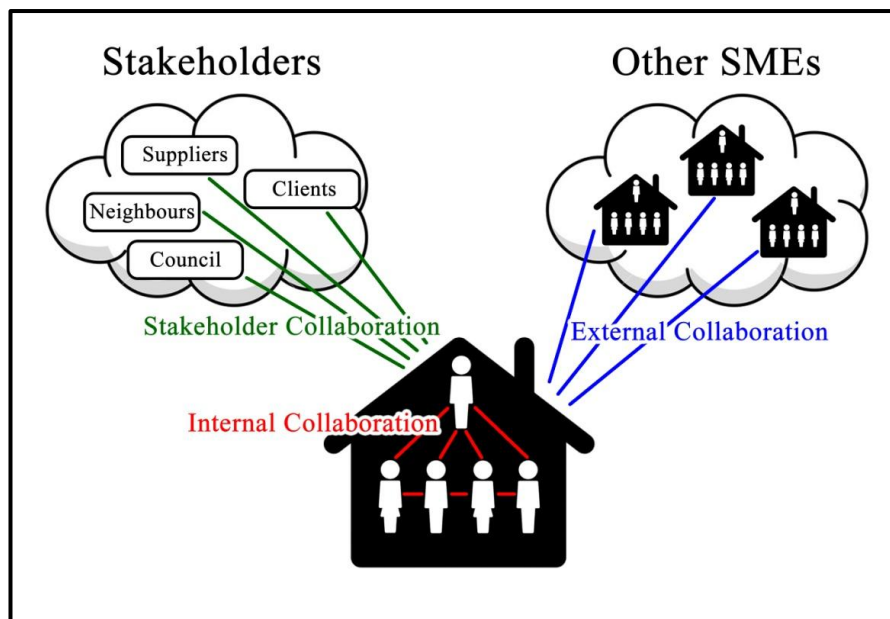 Stakeholders
Other SMEs
Suppliers
Clients
Neighbours
Council
Stakeholder Collaboration
External Collaboration
Internal Collaboration